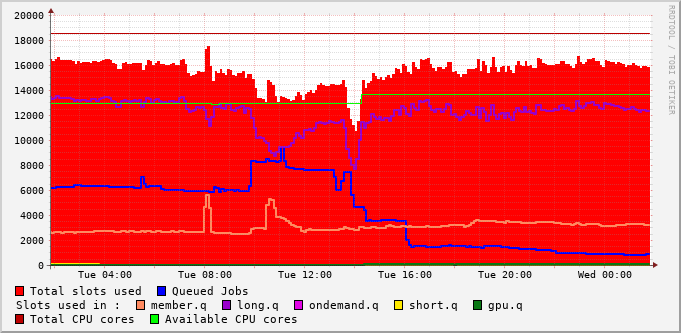 20000
18000
16000
14000
12000
10000
8000
6000
4000
2000
0
Tue 04:00 Tue 08:00 Tue 12:00 Tue 16:00 Tue 20:00 Wed 00:00
Total slots used Queued Jobs
Slots used in : member.q long.q ondemand.q short.q gpu.q
Total CPU cores Available CPU cores
RRDTOOL / TOBI OETIKER